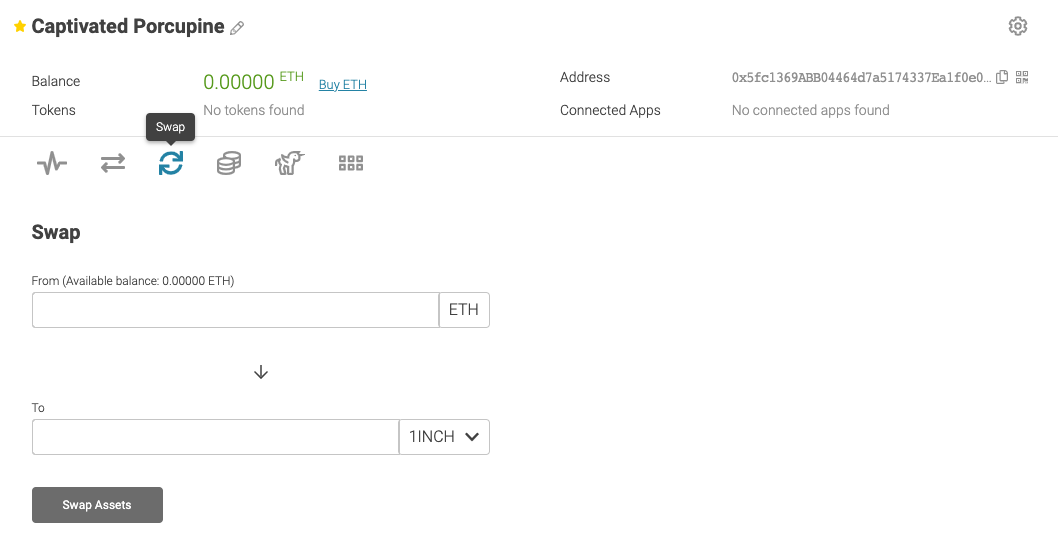 Captivated Porcupine
Balance
0.00000 ETH
Buy ETH
Address
0x5fc1369ABB04464d7a5174337Ea1f0e0...
Tokens
No tokens found
Connected Apps
No connected apps found
Swap
Swap
From (Available balance: 0.00000 ETH)
ETH
To
1INCH
Swap Assets